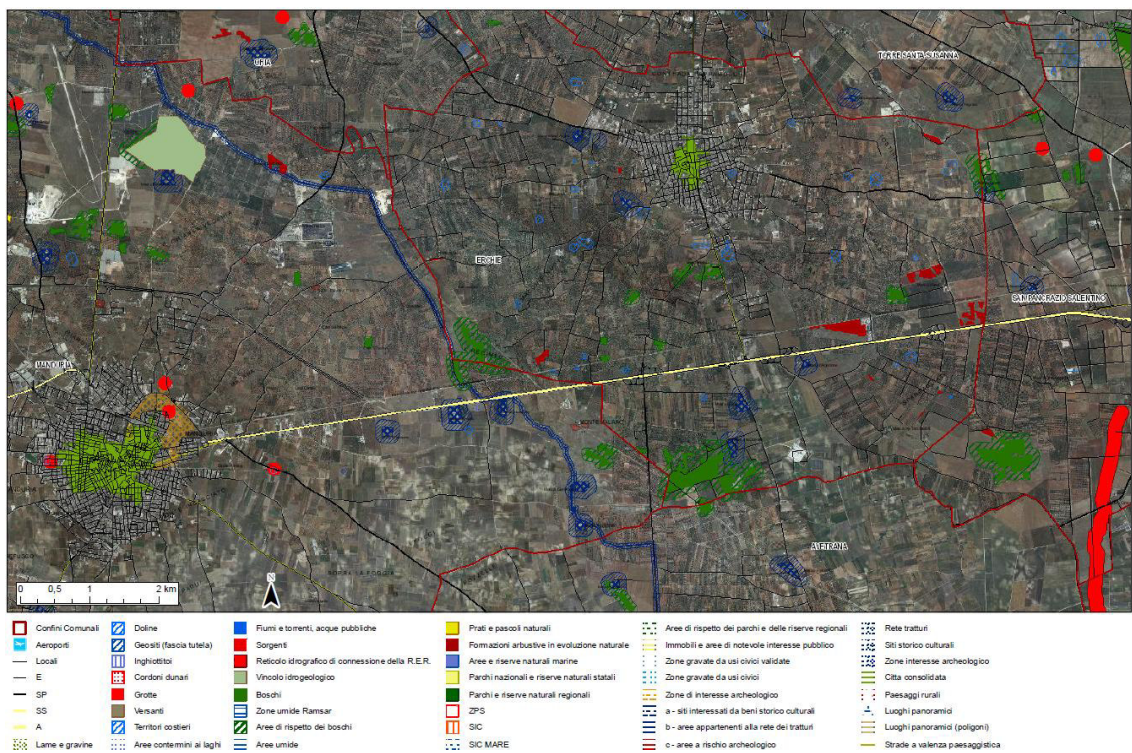 ORIA
TORRE SANTA SUSANNA
ERCHIE
SAN PANCRAZIO SALENTINO
MANDURIA
AVETRANA
N
0 0,5 1 2 km
Confini Comunali
Aeroporti
Locali
E
SP
SS
A
Lame e gravine
Doline
Geositi (fascia tutela)
Inghiottitoi
Cordoni dunari
Grotte
Versanti
Territori costieri
Aree contermini ai laghi
Fiumi e torrenti, acque pubbliche
Sorgenti
Reticolo idrografico di connessione della R.E.R.
Vincolo idrogeologico
Boschi
Zone umide Ramsar
Aree di rispetto dei boschi
Aree umide
Prati e pascoli naturali
Formazioni arbustive in evoluzione naturale
Aree e riserve naturali marine
Parchi nazionali e riserve naturali statali
Parchi e riserve naturali regionali
ZPS
SIC
SIC MARE
Aree di rispetto dei parchi e delle riserve regionali
Immobili e aree di notevole interesse pubblico
Zone gravate da usi civici validate
Zone gravate da usi civici
Zone di interesse archeologico
a - siti interessati da beni storico culturali
b - aree appartenenti alla rete dei tratturi
c - aree a rischio archeologico
Rete tratturi
Siti storico culturali
Zone interesse archeologico
Citta consolidata
Paesaggi rurali
Luoghi panoramici
Luoghi panoramici (poligoni)
Strade a valenza paesaggistica